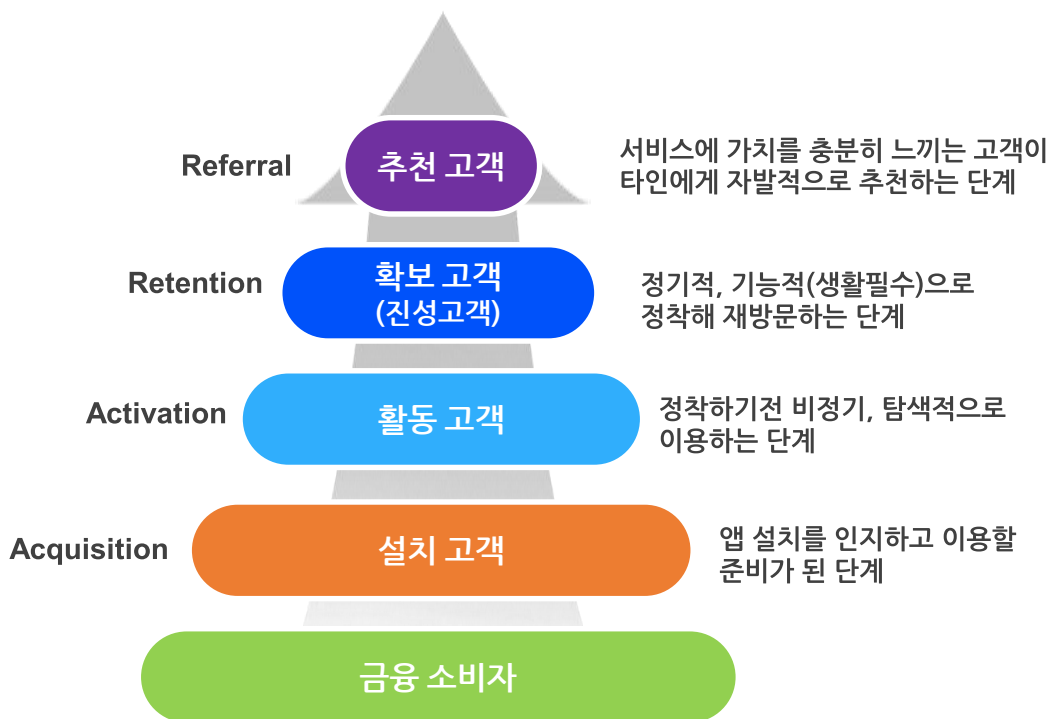 Referral
추천 고객
서비스에 가치를 충분히 느끼는 고객이
타인에게 자발적으로 추천하는 단계
Retention
확보 고객
(진성고객)
정기적, 기능적(생활필수)으로
정착해 재방문하는 단계
Activation
활동 고객
정착하기전 비정기, 탐색적으로
이용하는 단계
Acquisition
설치 고객
앱 설치를 인지하고 이용할
준비가 된 단계
금융 소비자